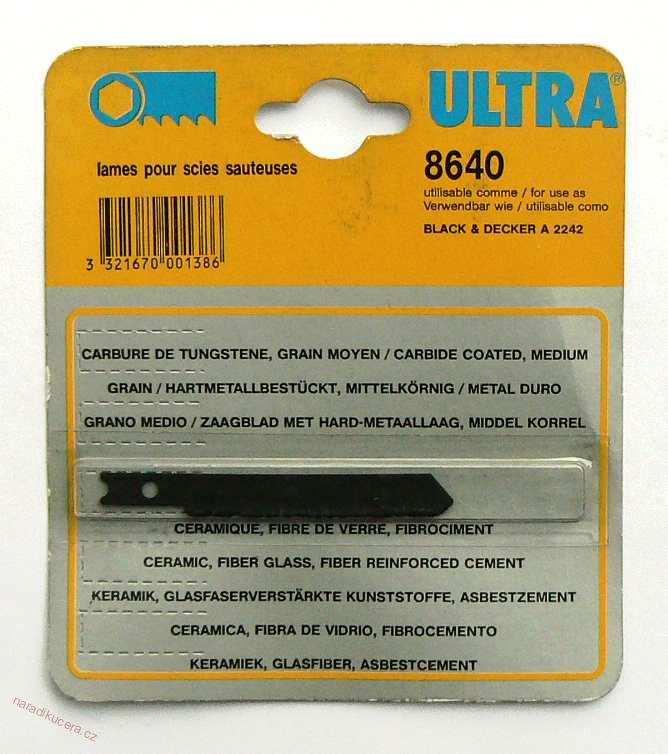 ULTRA®
lames pour scies sauteuses
8640
utilisable comme / for use as
Verwendbar wie / utilisable como
BLACK & DECKER A 2242
3 321670 001386
CARBURE DE TUNGSTENE, GRAIN MOYEN / CARBIDE COATED, MEDIUM
GRAIN / HARTMETALLBESTÜCKT, MITTELKÖRNIG / METAL DURO
GRANO MEDIO / ZAAGBLAD MET HARD-METAALLAAG, MIDDEL KORREL
CERAMIQUE, FIBRE DE VERRE, FIBROCIMENT
CERAMIC, FIBER GLASS, FIBER REINFORCED CEMENT
KERAMIK, GLASFASERVERSTÄRKTE KUNSTSTOFFE, ASBESTZEMENT
CERAMICA, FIBRA DE VIDRIO, FIBROCEMENTO
KERAMIEK, GLASFIBER, ASBESTCEMENT
naradikucera.cz